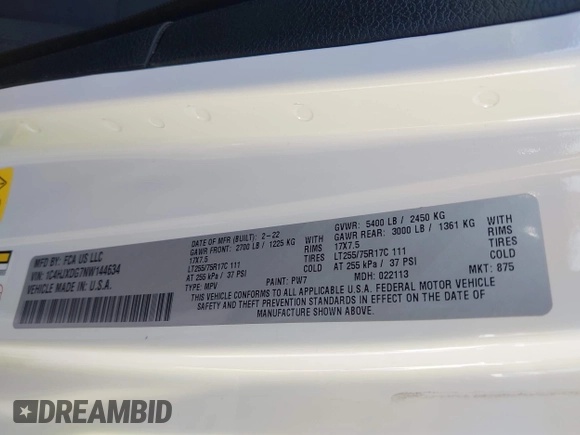 MFD BY: FCA US LLC
DATE OF MFR (BUILT): 2-22
GVWR: 5400 LB / 2450 KG
GAWR FRONT: 2700 LB / 1225 KG WITH
GAWR REAR: 3000 LB / 1361 KG WITH
17X7.5 RIMS
17X7.5 RIMS
LT255/75R17C 111 TIRES
LT255/75R17C 111 TIRES
AT 255 kPa / 37 PSI COLD
AT 255 kPa / 37 PSI COLD
VIN: 1C4HJXDG7NW144634
TYPE: MPV PAINT: PW7 MDH: 022113 MKT: 875
VEHICLE MADE IN: U.S.A.
THIS VEHICLE CONFORMS TO ALL APPLICABLE U.S.A. FEDERAL MOTOR VEHICLE
SAFETY AND THEFT PREVENTION STANDARDS IN EFFECT ON THE DATE OF
MANUFACTURE SHOWN ABOVE.
DREAMBID